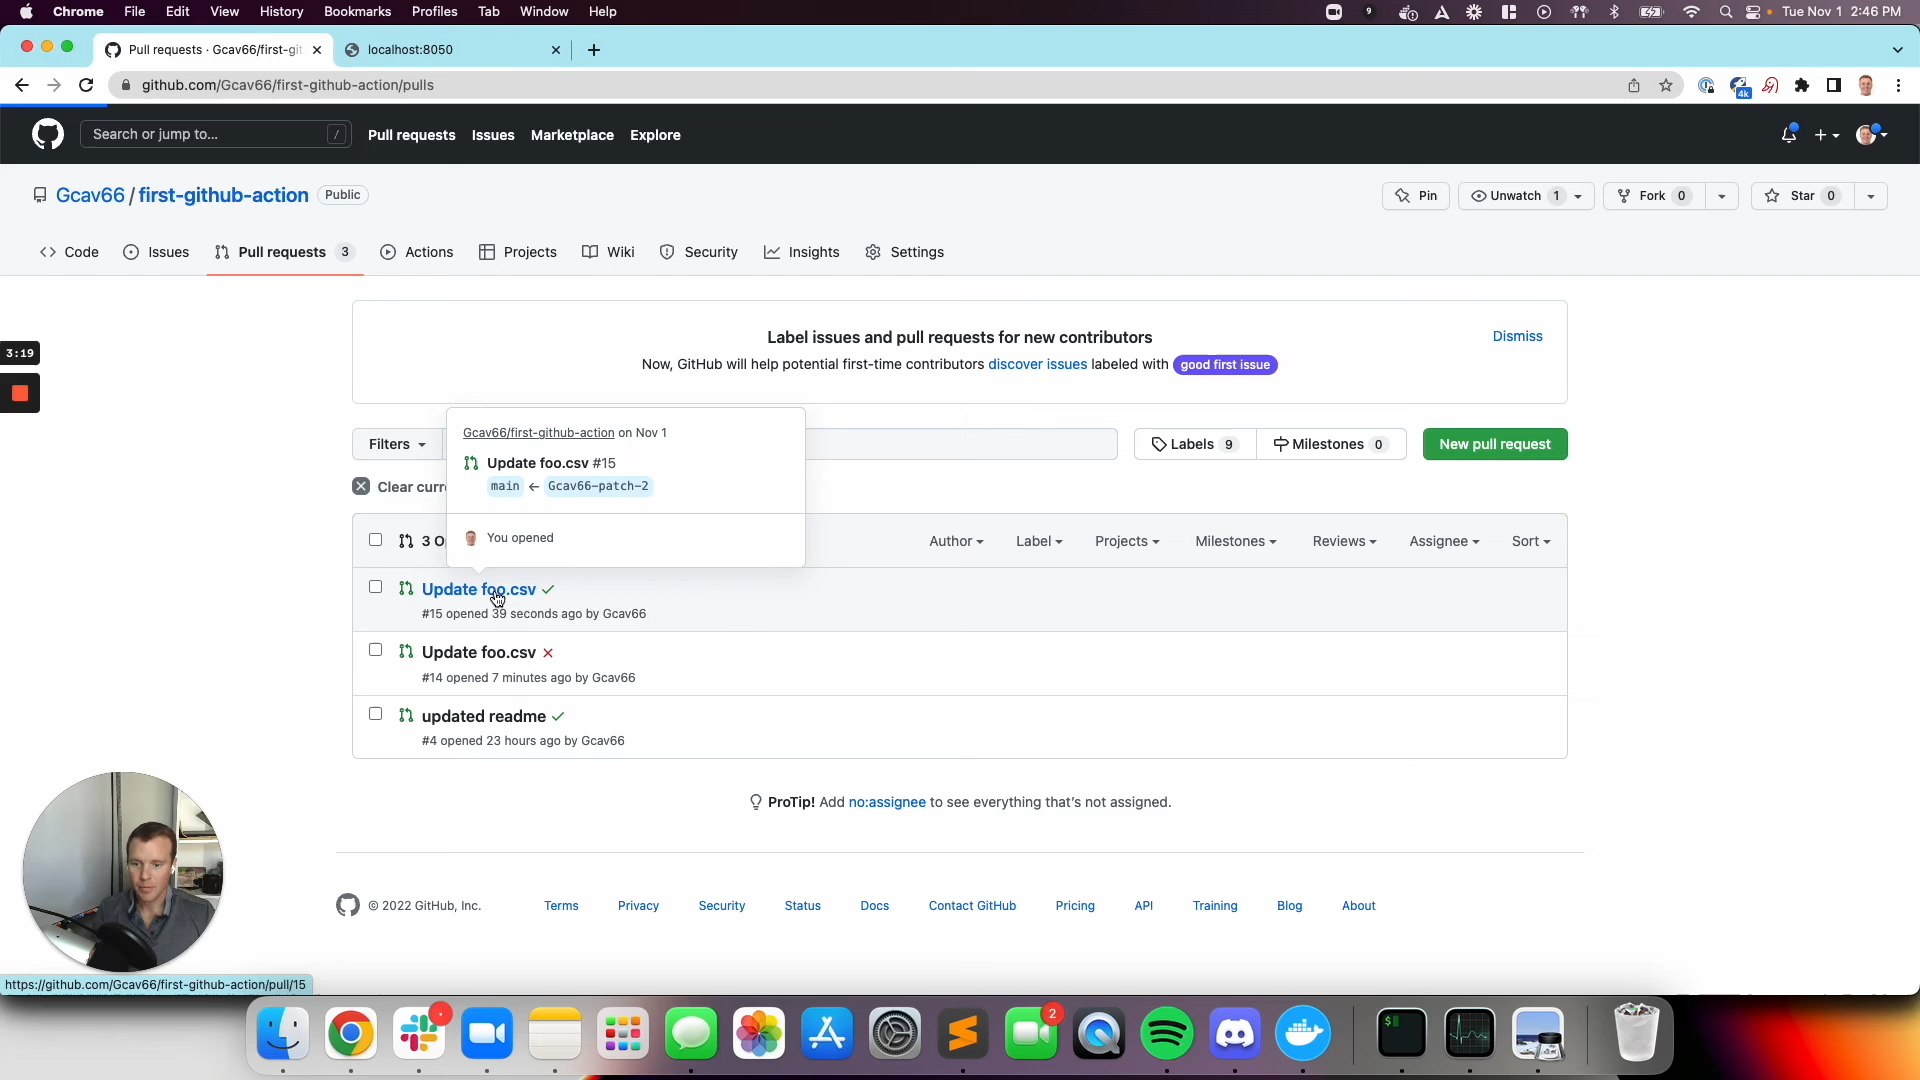 Chrome File Edit View History Bookmarks Profiles Tab Window Help
9
Tue Nov 1 2:46 PM
Pull requests · Gcav66/first-git
localhost:8050
github.com/Gcav66/first-github-action/pulls
4k
Search or jump to... /
Pull requests Issues Marketplace Explore
Gcav66 / first-github-action Public
Pin Unwatch 1 Fork 0 Star 0
Code Issues Pull requests 3 Actions Projects Wiki Security Insights Settings
3:19
Label issues and pull requests for new contributors
Dismiss
Now, GitHub will help potential first-time contributors discover issues labeled with good first issue
Filters
Labels 9 Milestones 0 New pull request
Gcav66/first-github-action on Nov 1
Update foo.csv #15
main ← Gcav66-patch-2
You opened
Clear curr
3 O
Author Label Projects Milestones Reviews Assignee Sort
Update foo.csv
#15 opened 39 seconds ago by Gcav66
Update foo.csv
#14 opened 7 minutes ago by Gcav66
updated readme
#4 opened 23 hours ago by Gcav66
ProTip! Add no:assignee to see everything that's not assigned.
© 2022 GitHub, Inc. Terms Privacy Security Status Docs Contact GitHub Pricing API Training Blog About
https://github.com/Gcav66/first-github-action/pull/15
2
$